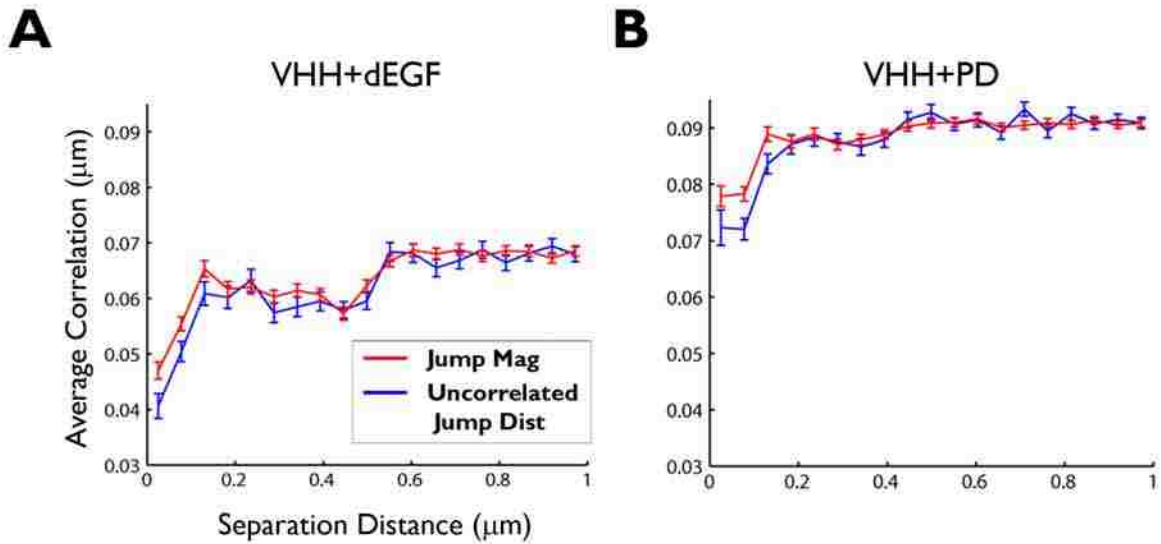 A
B
VHH+dEGF
VHH+PD
Average Correlation (μm)
0.09
0.08
0.07
0.06
0.05
0.04
0.03
0
0.2
0.4
0.6
0.8
1
Jump Mag
Uncorrelated
Jump Dist
0.09
0.08
0.07
0.06
0.05
0.04
0.03
0
0.2
0.4
0.6
0.8
1
Separation Distance (μm)